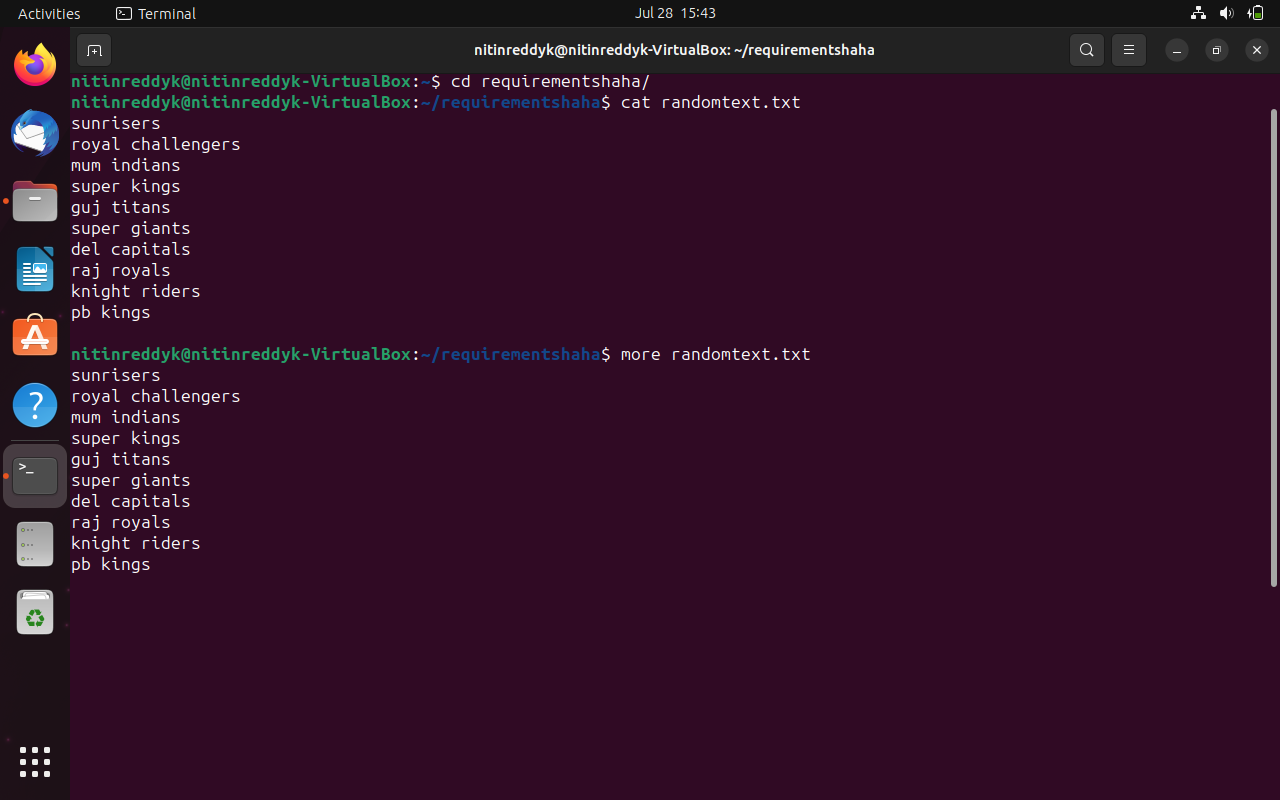 Activities
Terminal
Jul 28 15:43
nitinreddyk@nitinreddyk-VirtualBox: ~/requirementshaha
nitinreddyk@nitinreddyk-VirtualBox:~$ cd requirementshaha/
nitinreddyk@nitinreddyk-VirtualBox:~/requirementshaha$ cat randomtext.txt
sunrisers
royal challengers
mum indians
super kings
guj titans
super giants
del capitals
raj royals
knight riders
pb kings
nitinreddyk@nitinreddyk-VirtualBox:~/requirementshaha$ more randomtext.txt
sunrisers
royal challengers
mum indians
super kings
guj titans
super giants
del capitals
raj royals
knight riders
pb kings